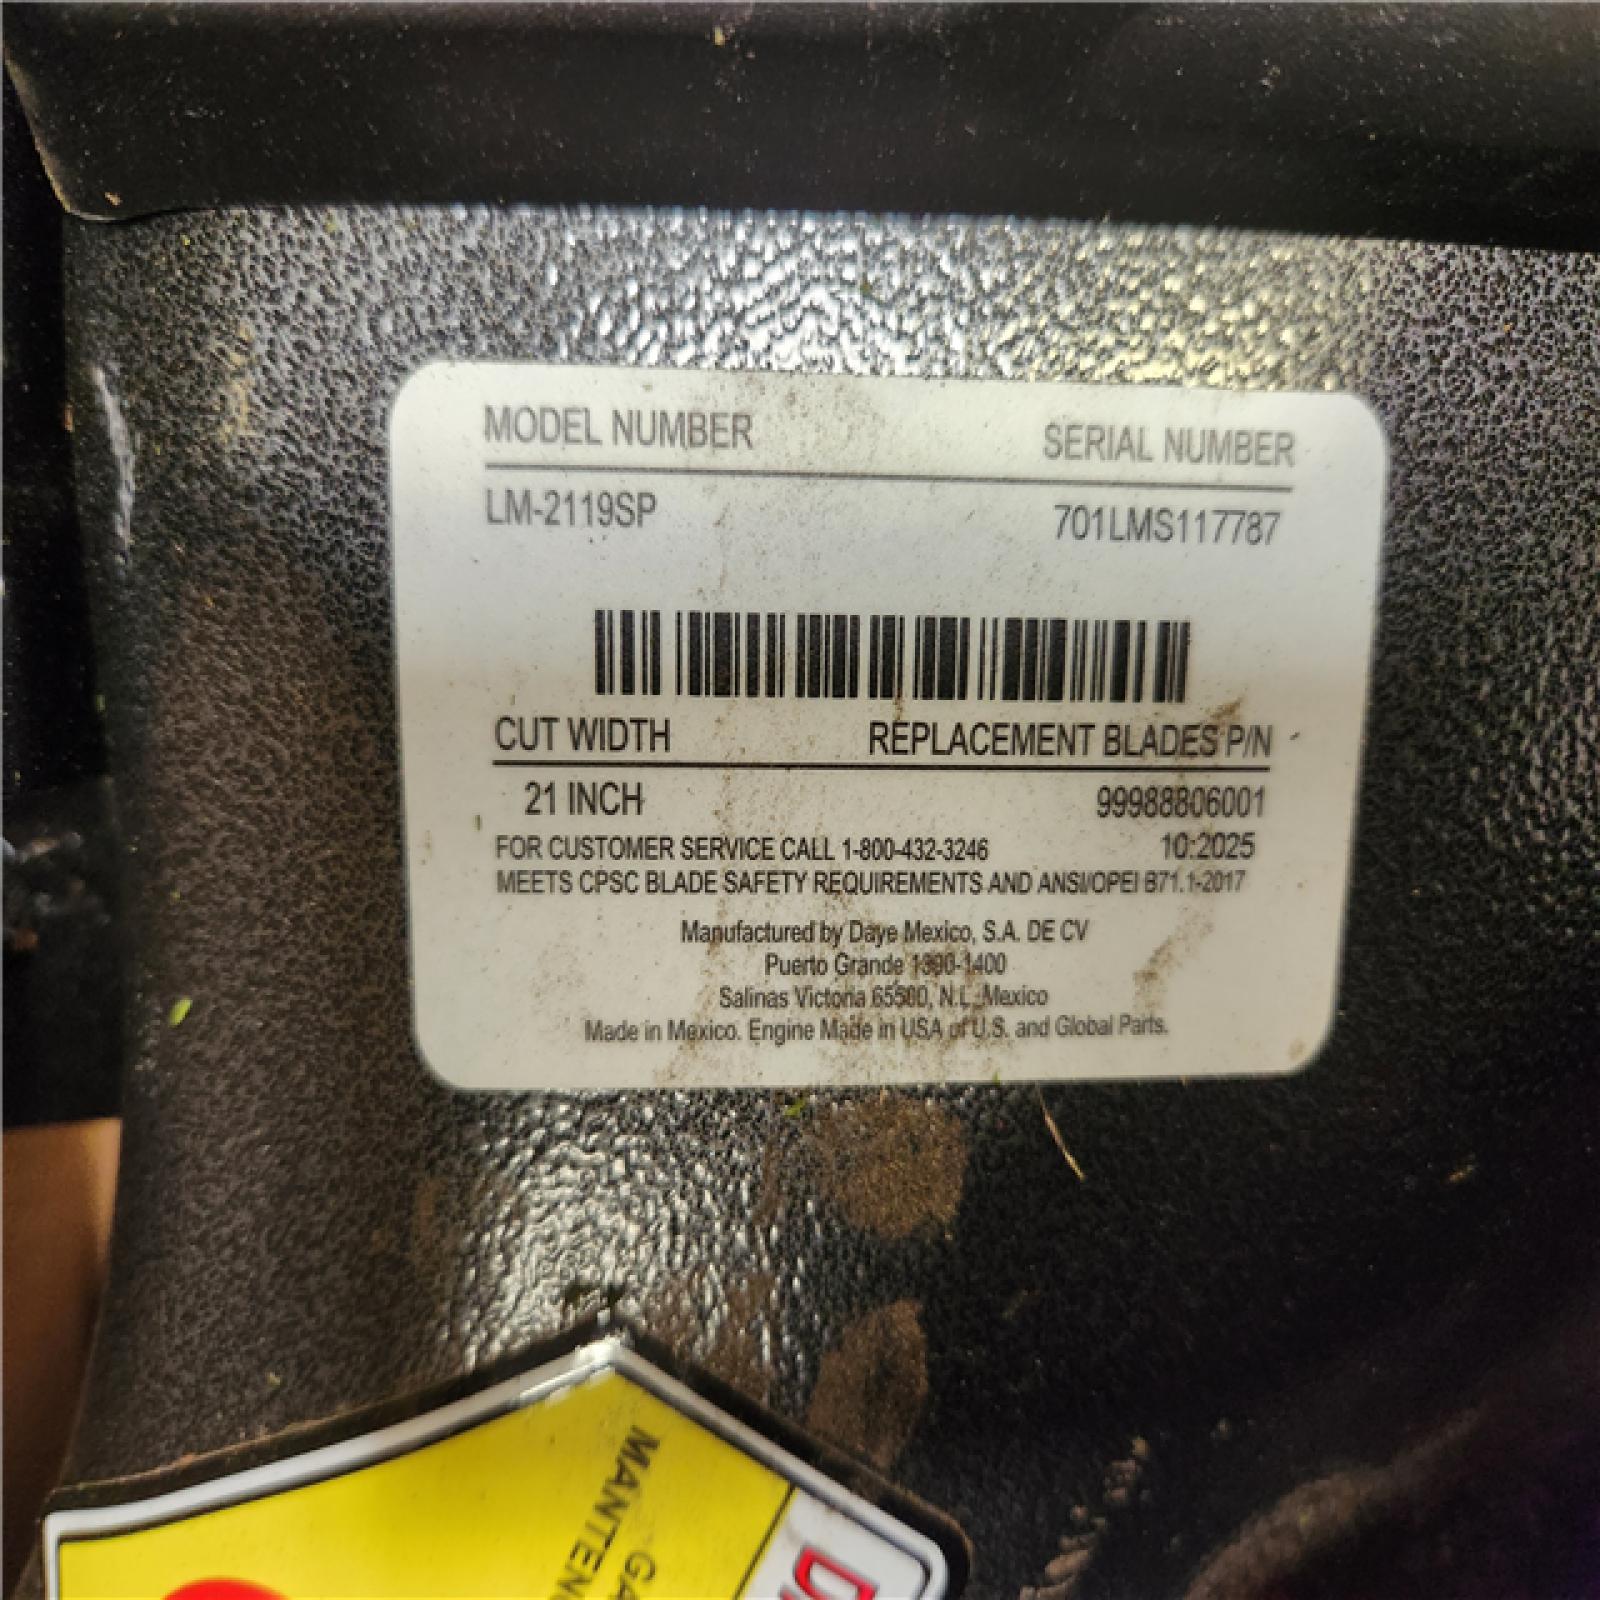 MODEL NUMBER SERIAL NUMBER
LM-2119SP 701LMS117787
CUT WIDTH REPLACEMENT BLADES P/N
21 INCH 99988806001
FOR CUSTOMER SERVICE CALL 1-800-432-3246 10:2025
MEETS CPSC BLADE SAFETY REQUIREMENTS AND ANSI/OPEI B71.1-2017
Manufactured by Daye Mexico, S.A. DE CV
Puerto Grande 1390-1400
Salinas Victoria 65500, N.L. Mexico
Made in Mexico. Engine Made in USA of U.S. and Global Parts.